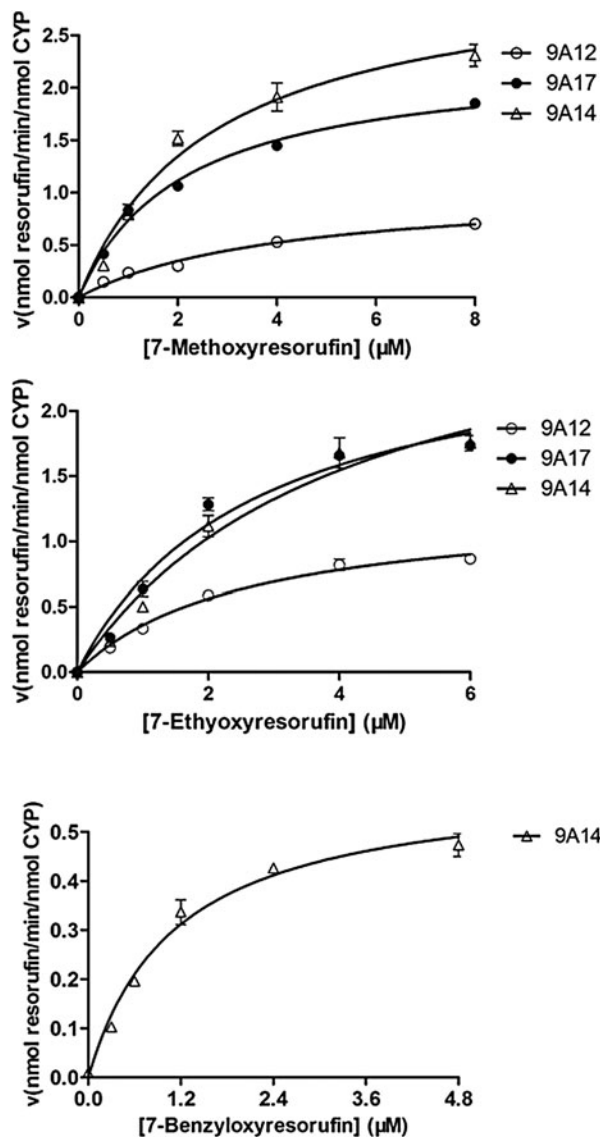 v(nmol resorufin/min/nmol CYP
2.5
2.0
1.5
1.0
0.5
0.0
0 2 4 6 8
[7-Methoxyresorufin] (µM)
9A12
9A17
9A14
v(nmol resorufin/min/nmol CYP)
2.0
1.5
1.0
0.5
0.0
0 2 4 6
[7-Ethyoxyresorufin] (µM)
9A12
9A17
9A14
v(nmol resorufin/min/nmol CYP)
0.5
0.4
0.3
0.2
0.1
0.0
0.0 1.2 2.4 3.6 4.8
[7-Benzyloxyresorufin] (µM)
9A14